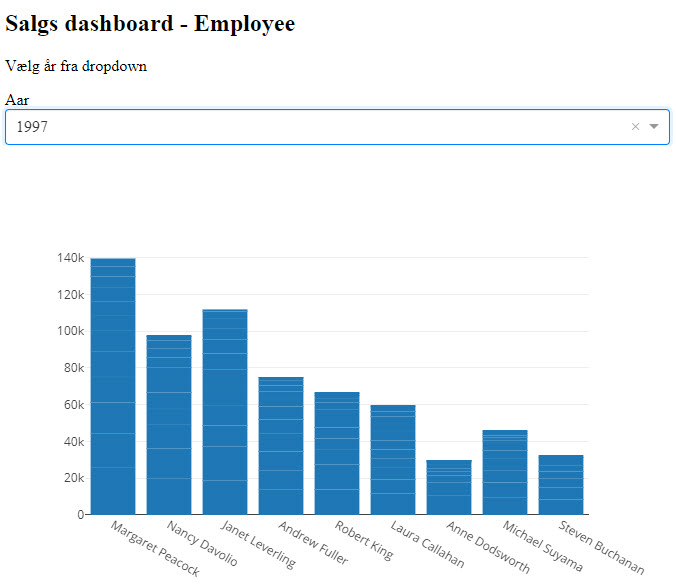 Salgs dashboard - Employee
Vælg år fra dropdown
Aar
1997
140k
120k
100k
80k
60k
40k
20k
0
Margaret Peacock
Nancy Davolio
Janet Leverling
Andrew Fuller
Robert King
Laura Callahan
Anne Dodsworth
Michael Suyama
Steven Buchanan